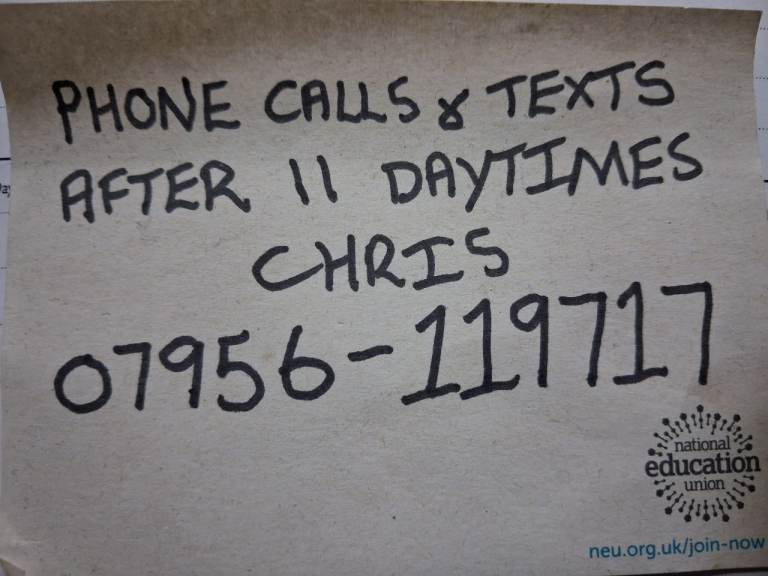 PHONE CALLS & TEXTS
AFTER 11 DAYTIMES
CHRIS
07956-119717
national
education
union
neu.org.uk/join-now